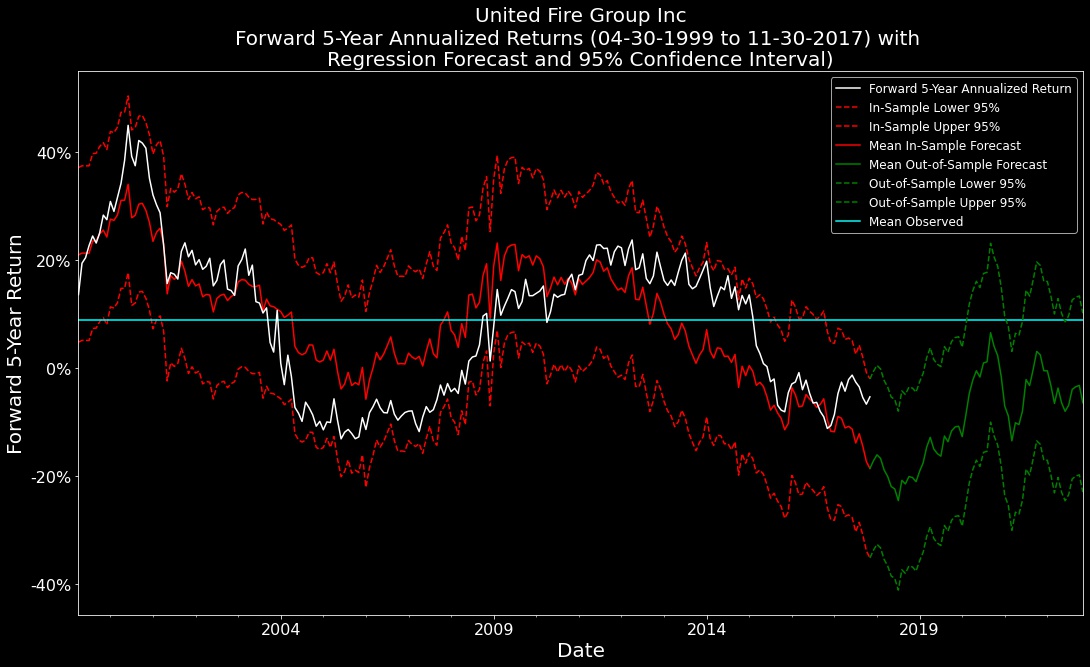 United Fire Group Inc
Forward 5-Year Annualized Returns (04-30-1999 to 11-30-2017) with
Regression Forecast and 95% Confidence Interval)
Forward 5-Year Annualized Return
In-Sample Lower 95%
In-Sample Upper 95%
Mean In-Sample Forecast
Mean Out-of-Sample Forecast
Out-of-Sample Lower 95%
Out-of-Sample Upper 95%
Mean Observed
Forward 5-Year Return
40%
20%
0%
-20%
-40%
2004
2009
2014
2019
Date